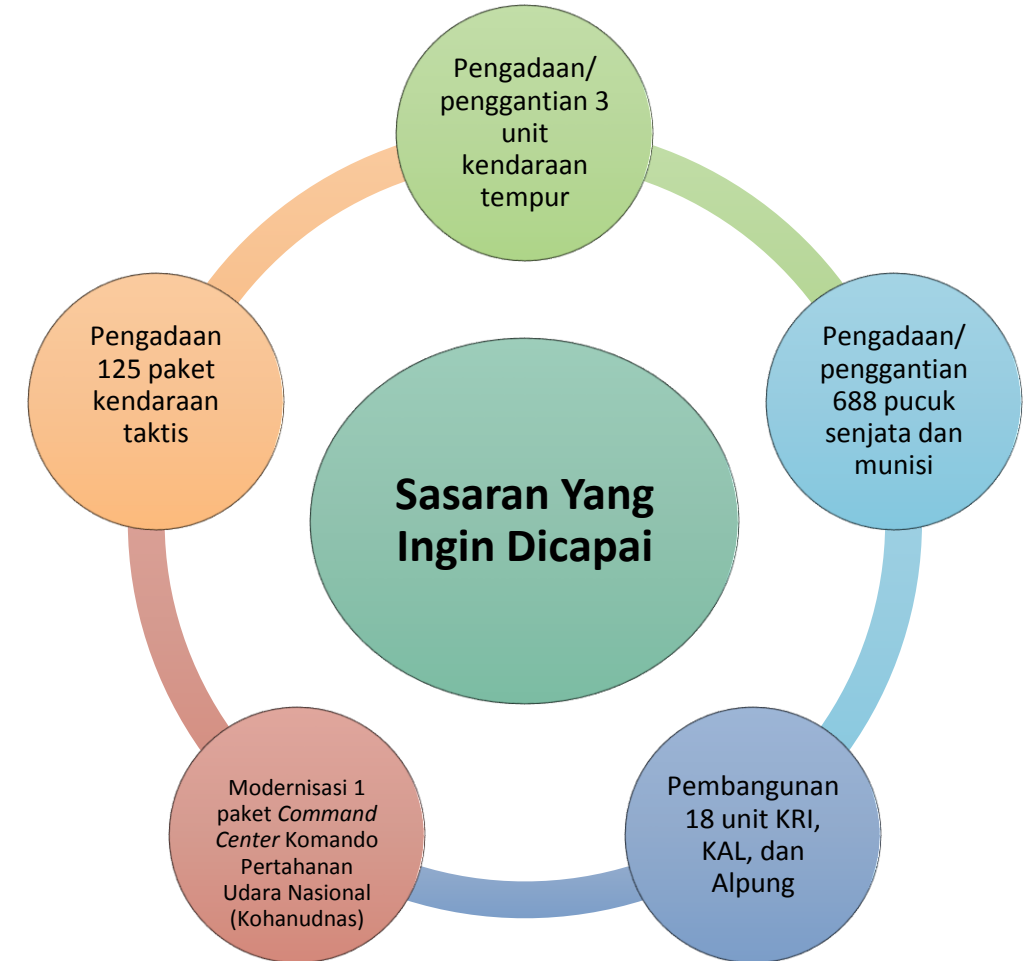 Pengadaan/
penggantian 3
unit
kendaraan
tempur
Pengadaan/
penggantian
688 pucuk
senjata dan
munisi
Pembangunan
18 unit KRI,
KAL, dan
Alpung
Modernisasi 1
paket Command
Center Komando
Pertahanan
Udara Nasional
(Kohanudnas)
Pengadaan
125 paket
kendaraan
taktis
Sasaran Yang
Ingin Dicapai